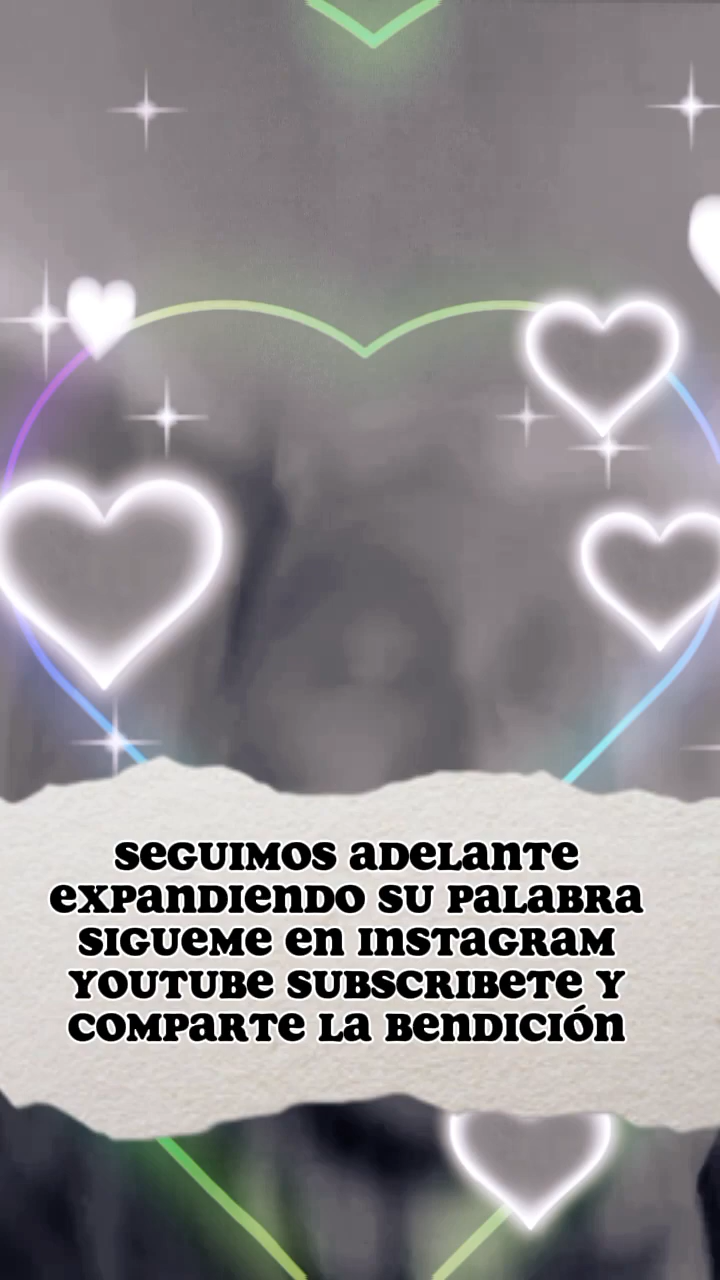 SEGUIMOS ADELANTE
EXPANDIENDO SU PALABRA
SIGUEME EN INSTAGRAM
YOUTUBE SUBSCRIBETE Y
COMPARTE LA BENDICIÓN